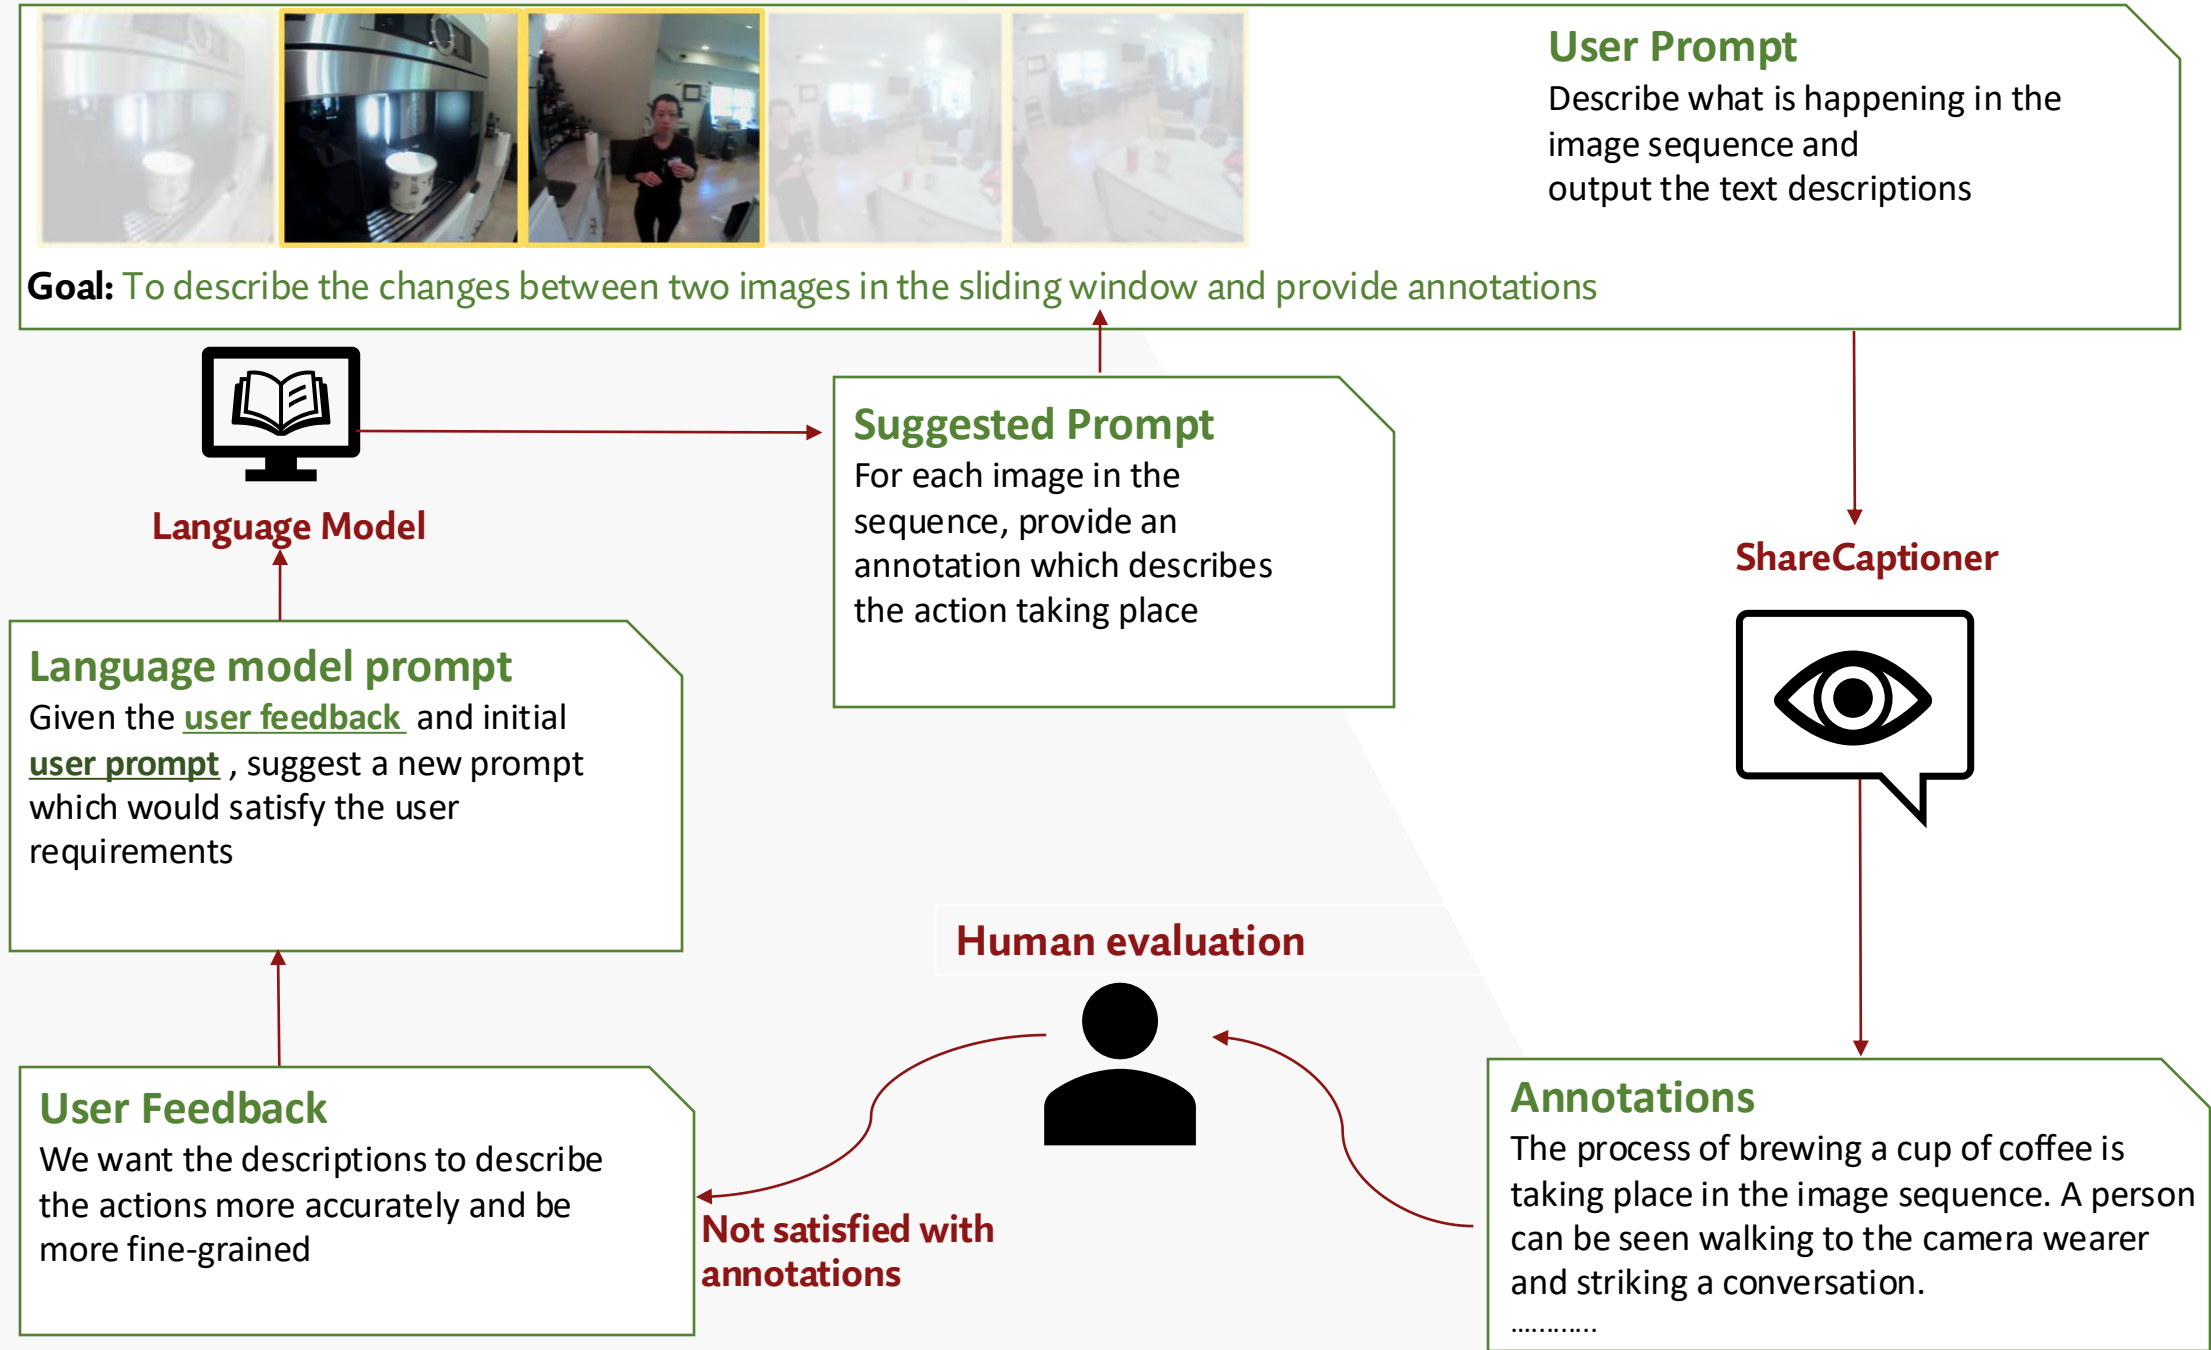 User Prompt
Describe what is happening in the
image sequence and
output the text descriptions
Goal: To describe the changes between two images in the sliding window and provide annotations
Suggested Prompt
For each image in the
sequence, provide an
annotation which describes
the action taking place
Language Model
ShareCaptioner
Language model prompt
Given the user feedback and initial
user prompt , suggest a new prompt
which would satisfy the user
requirements
Human evaluation
User Feedback
We want the descriptions to describe
the actions more accurately and be
more fine-grained
Not satisfied with
annotations
Annotations
The process of brewing a cup of coffee is
taking place in the image sequence. A person
can be seen walking to the camera wearer
and striking a conversation.
............